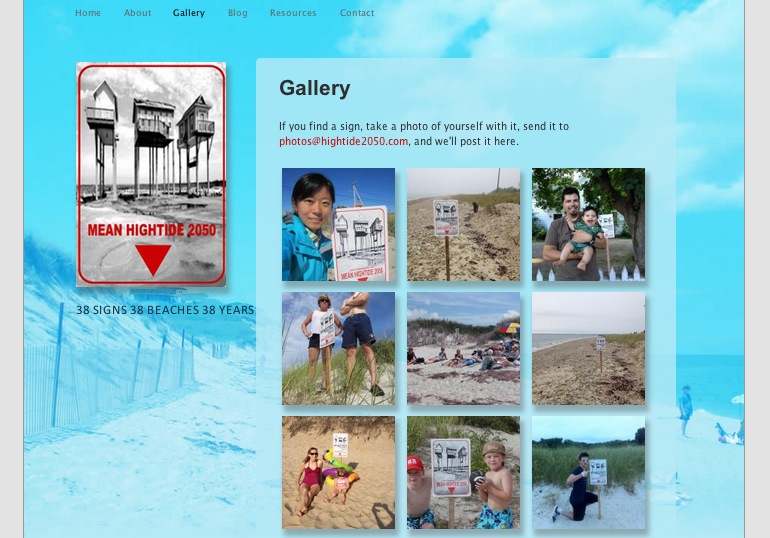 Home About Gallery Blog Resources Contact
MEAN HIGHTIDE 2050
38 SIGNS 38 BEACHES 38 YEARS
Gallery
If you find a sign, take a photo of yourself with it, send it to
photos@hightide2050.com, and we'll post it here.
MEAN HIGHTIDE 2050
MEAN HIGHTIDE 2050